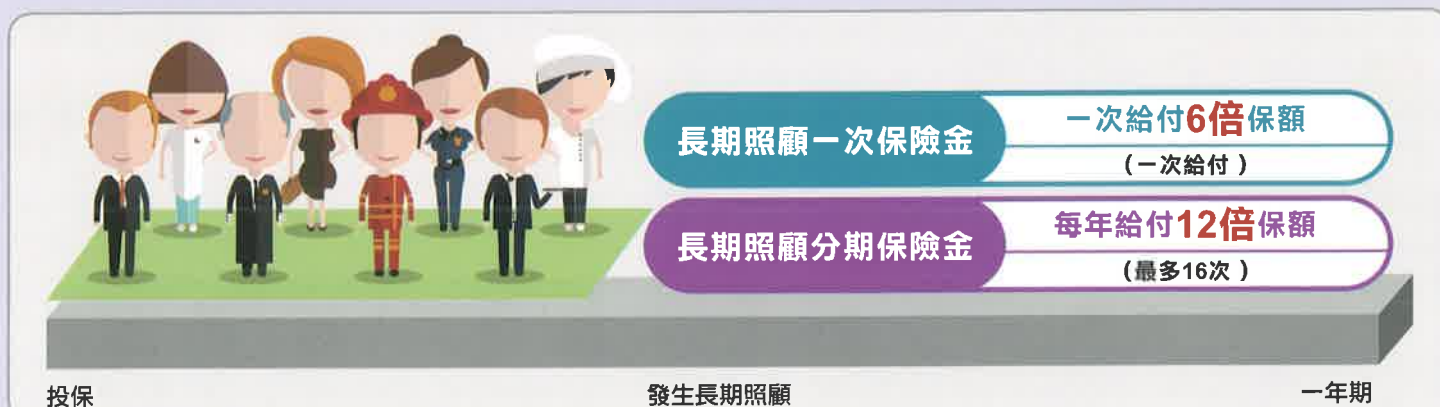 長期照顧一次保險金
一次給付6倍保額
(一次給付)
長期照顧分期保險金
每年給付12倍保額
(最多16次)
投保
發生長期照顧
一年期